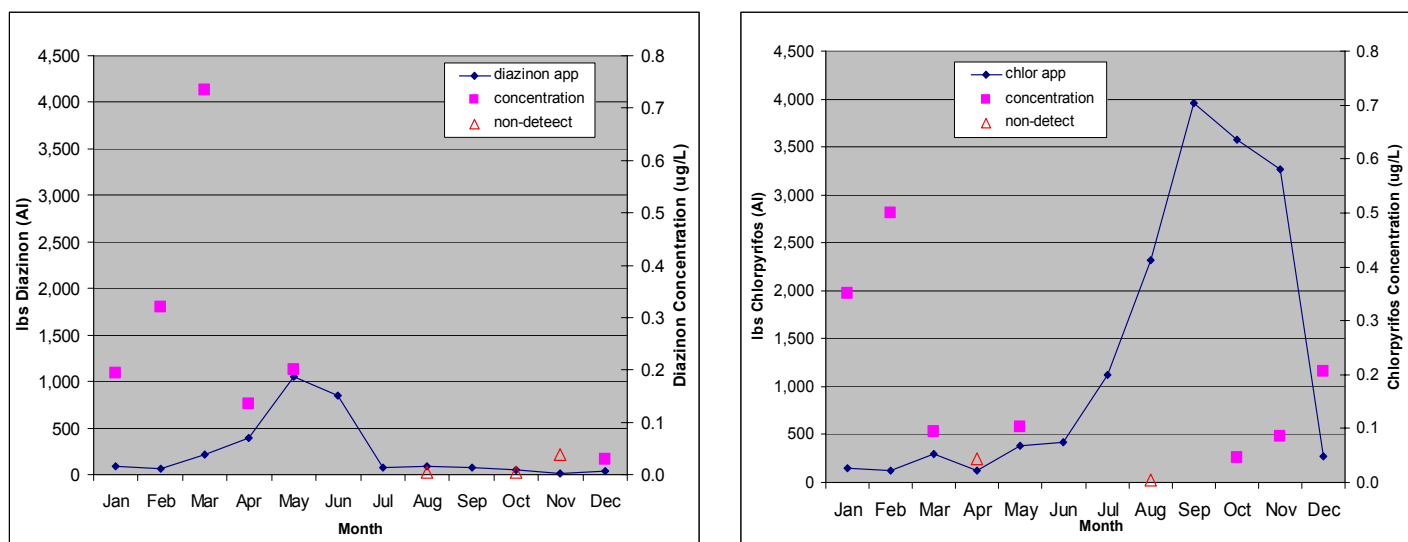 4,500
4,000
3,500
3,000
2,500
2,000
1,500
1,000
500
0
lbs Diazinon (AI)
0.8
0.7
0.6
0.5
0.4
0.3
0.2
0.1
0.0
Diazinon Concentration (ug/L)
diazinon app
concentration
non-deteect
Jan Feb Mar Apr May Jun Jul Aug Sep Oct Nov Dec
Month
4,500
4,000
3,500
3,000
2,500
2,000
1,500
1,000
500
0
lbs Chlorpyrifos (AI)
0.8
0.7
0.6
0.5
0.4
0.3
0.2
0.1
0.0
Chlorpyrifos Concentration (ug/L)
chlor app
concentration
non-detect
Jan Feb Mar Apr May Jun Jul Aug Sep Oct Nov Dec
Month